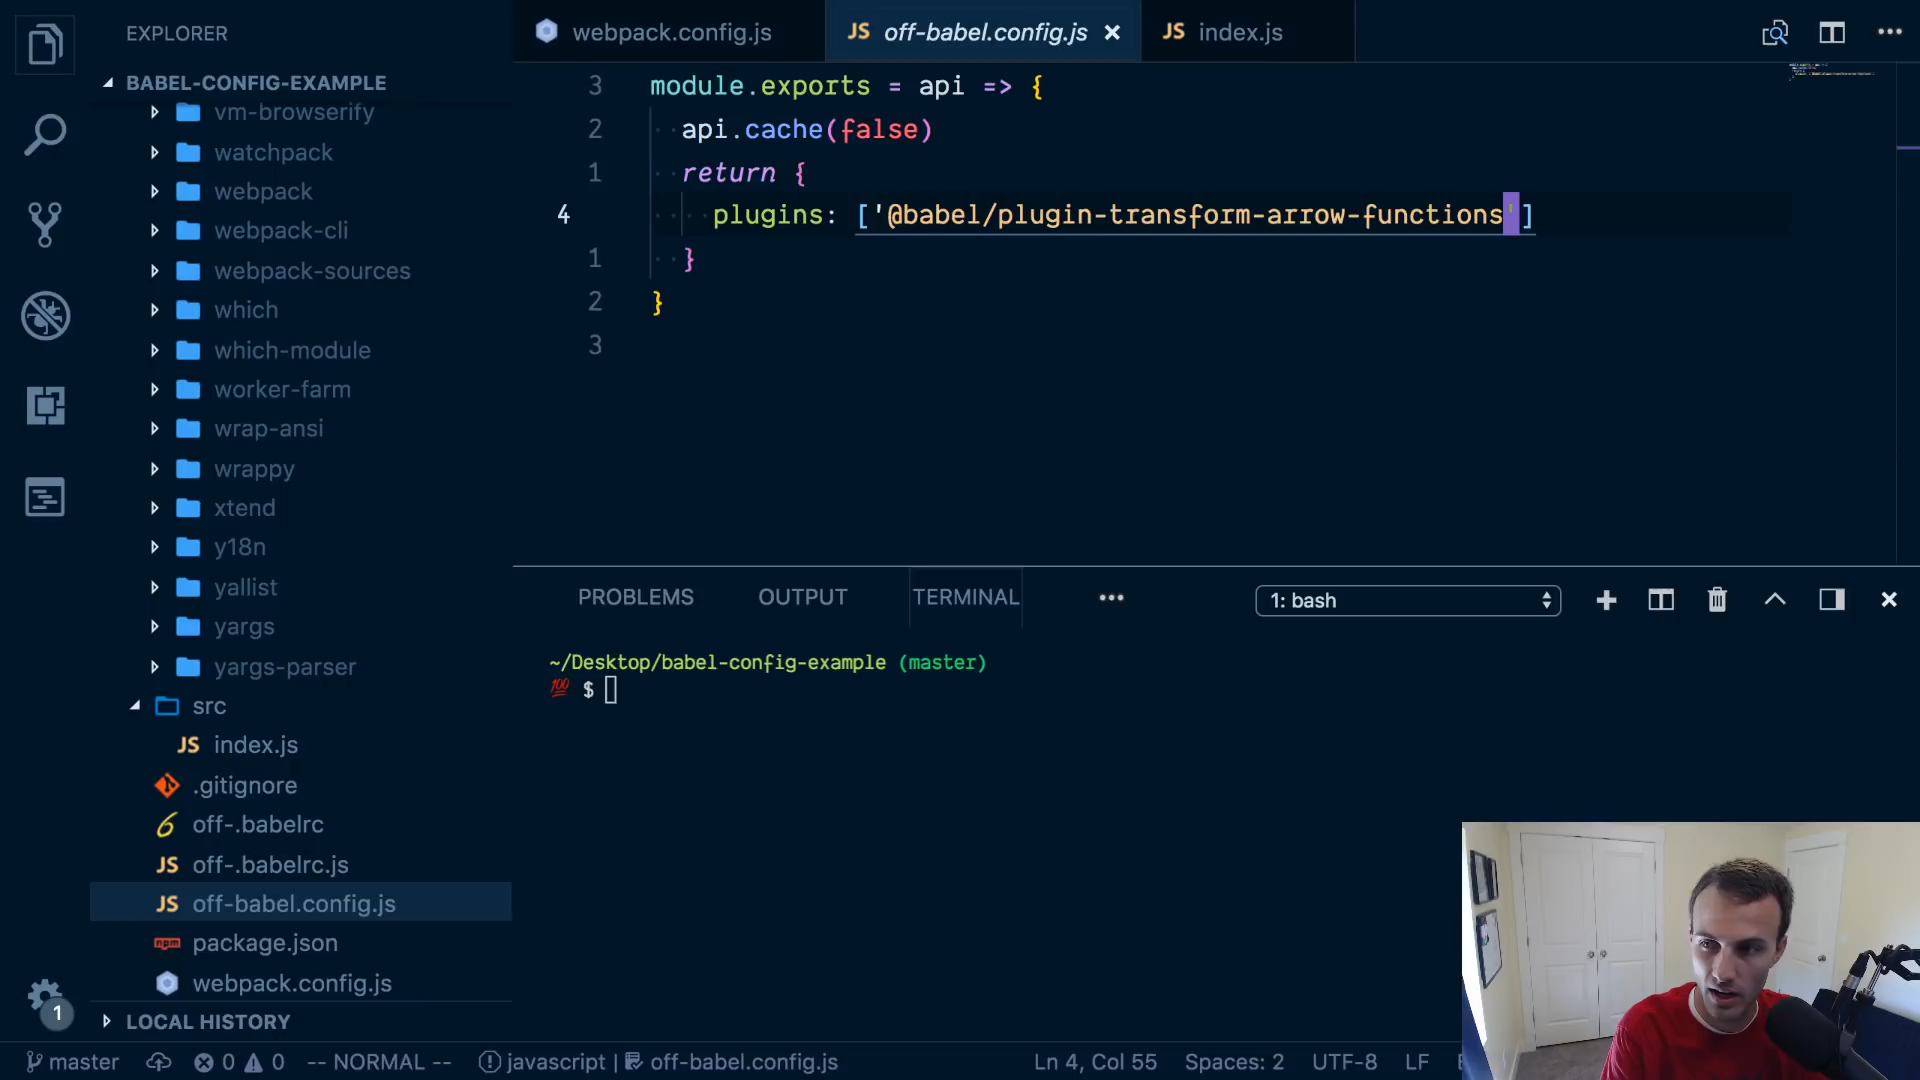 EXPLORER
BABEL-CONFIG-EXAMPLE
vm-browserify
watchpack
webpack
webpack-cli
webpack-sources
which
which-module
worker-farm
wrap-ansi
wrappy
xtend
y18n
yallist
yargs
yargs-parser
src
JS index.js
.gitignore
6 off-.babelrc
JS off-.babelrc.js
JS off-babel.config.js
npm package.json
webpack.config.js
1
LOCAL HISTORY
webpack.config.js
JS off-babel.config.js
JS index.js
3 module.exports = api => {
2 api.cache(false)
1 return {
4 plugins: ['@babel/plugin-transform-arrow-functions']
1 }
2 }
3
PROBLEMS OUTPUT TERMINAL ••• 1: bash
~/Desktop/babel-config-example (master)
💯 $
master 0 0 -- NORMAL -- javascript | off-babel.config.js Ln 4, Col 55 Spaces: 2 UTF-8 LF